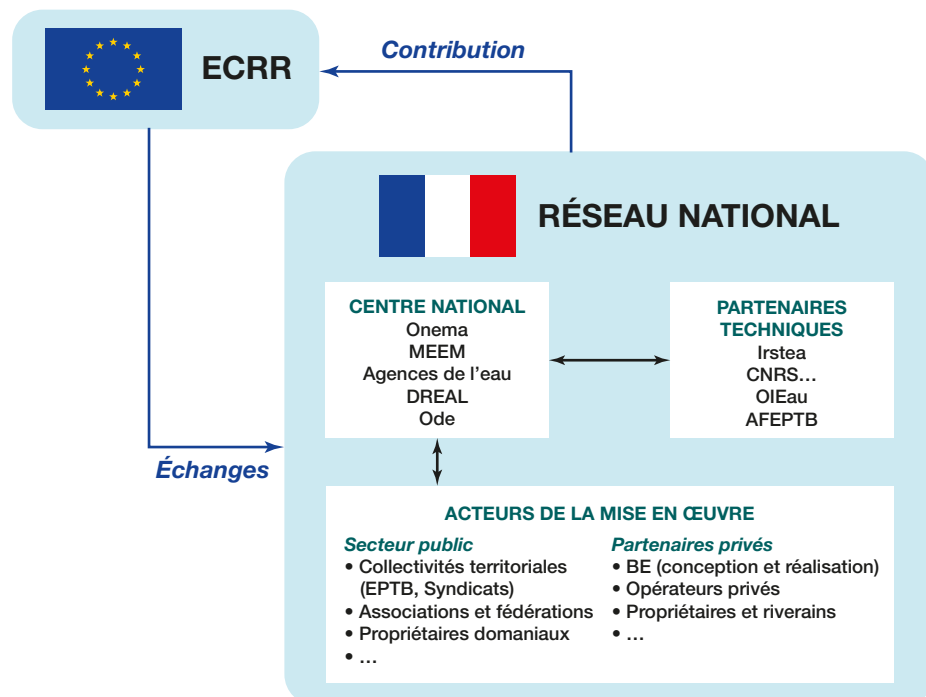 ECRR
Contribution
RÉSEAU NATIONAL
CENTRE NATIONAL
Onema
MEEM
Agences de l'eau
DREAL
Ode
PARTENAIRES
TECHNIQUES
Irstea
CNRS...
OIEau
AFEPTB
Échanges
ACTEURS DE LA MISE EN ŒUVRE
Secteur public
• Collectivités territoriales
(EPTB, Syndicats)
• Associations et fédérations
• Propriétaires domaniaux
• ...
Partenaires privés
• BE (conception et réalisation)
• Opérateurs privés
• Propriétaires et riverains
• ...